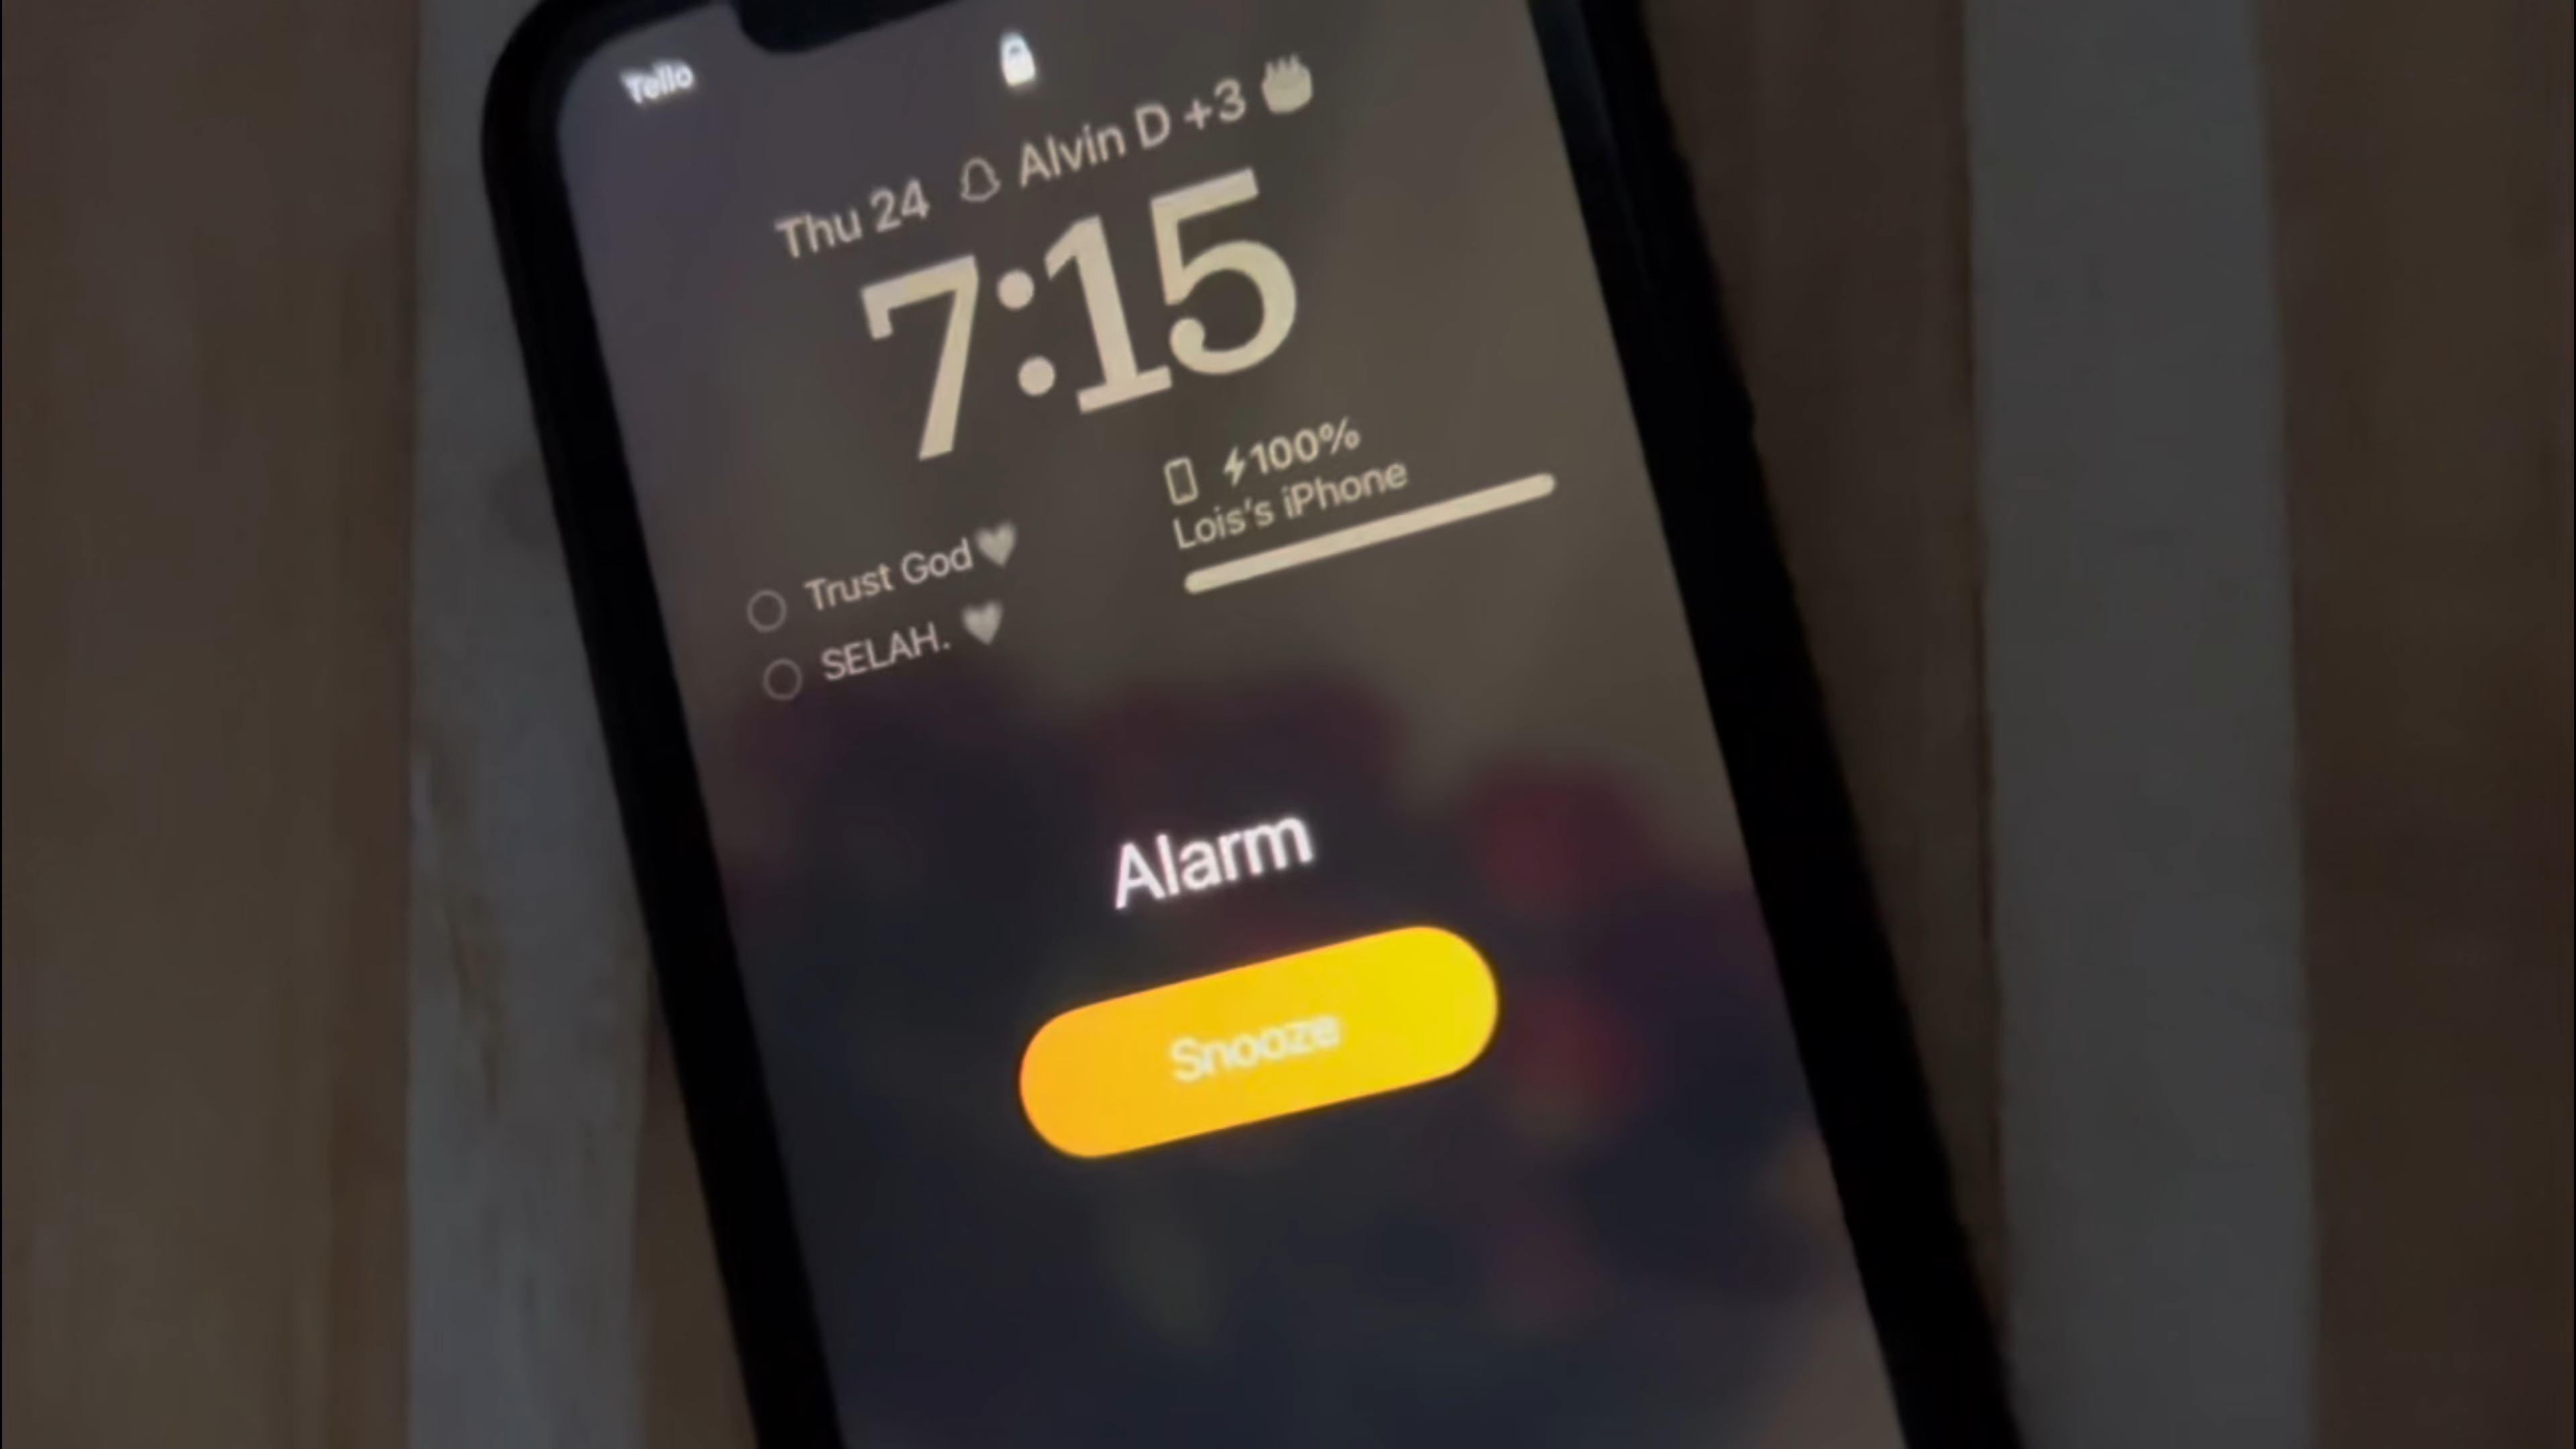 Tello
Thu 24 Alvin D +3
7:15
100%
Lois's iPhone
Trust God🤍
SELAH. 🤍
Alarm
Snooze